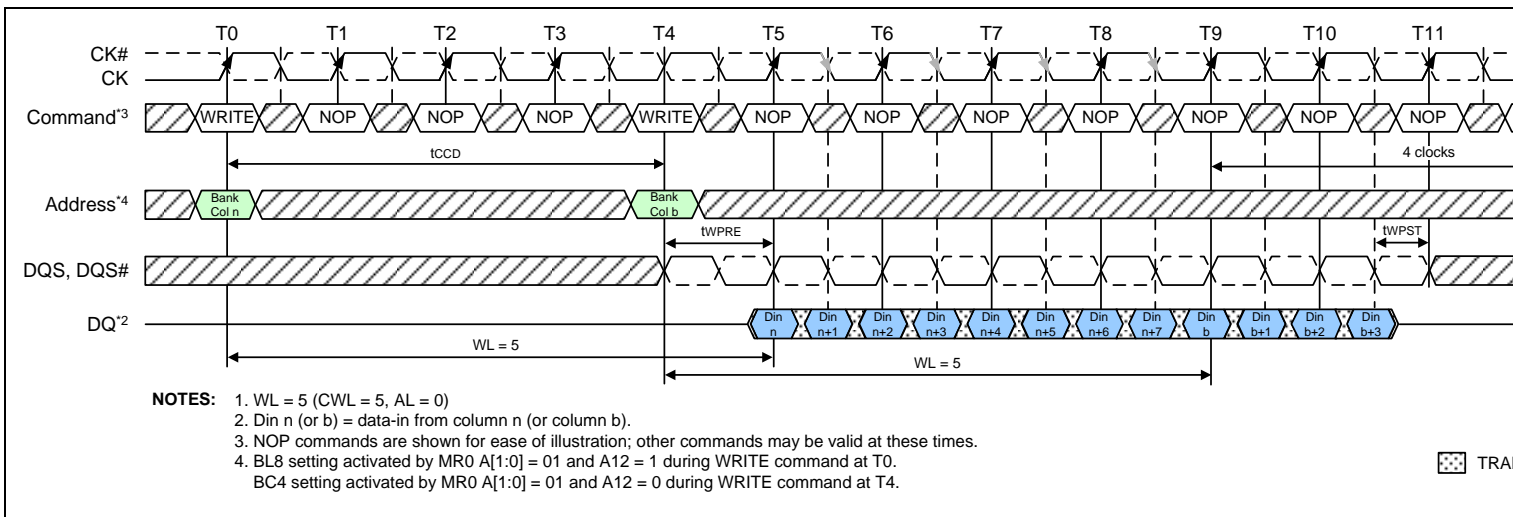 T0 T1 T2 T3 T4 T5 T6 T7 T8 T9 T10 T11
CK#
CK
Command*3 WRITE NOP NOP NOP WRITE NOP NOP NOP NOP NOP NOP NOP
tCCD 4 clocks
Address*4 Bank Col n Bank Col b
tWPRE tWPST
DQS, DQS#
DQ*2 Din n Din n+1 Din n+2 Din n+3 Din n+4 Din n+5 Din n+6 Din n+7 Din b Din b+1 Din b+2 Din b+3
WL = 5
WL = 5
NOTES: 1. WL = 5 (CWL = 5, AL = 0)
2. Din n (or b) = data-in from column n (or column b).
3. NOP commands are shown for ease of illustration; other commands may be valid at these times.
4. BL8 setting activated by MR0 A[1:0] = 01 and A12 = 1 during WRITE command at T0.
BC4 setting activated by MR0 A[1:0] = 01 and A12 = 0 during WRITE command at T4.